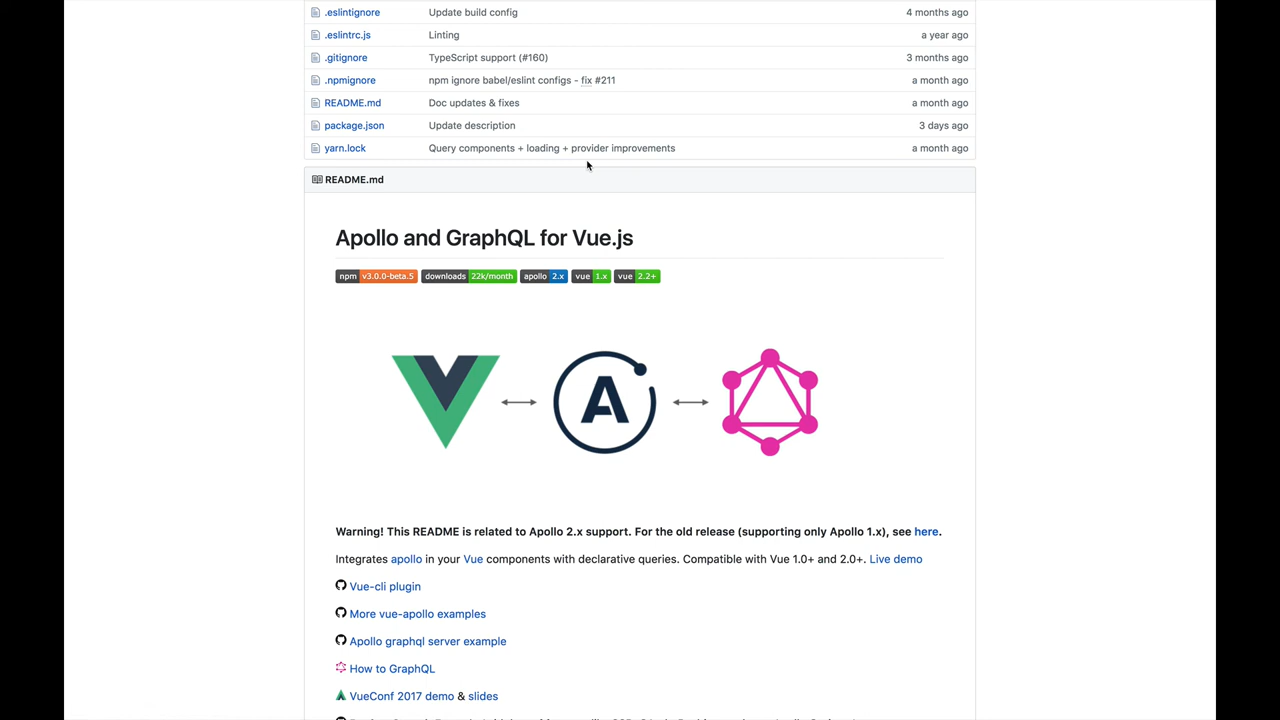 .eslintignore Update build config 4 months ago
.eslintrc.js Linting a year ago
.gitignore TypeScript support (#160) 3 months ago
.npmignore npm ignore babel/eslint configs - fix #211 a month ago
README.md Doc updates & fixes a month ago
package.json Update description 3 days ago
yarn.lock Query components + loading + provider improvements a month ago
README.md
Apollo and GraphQL for Vue.js
npm v3.0.0-beta.5 downloads 22k/month apollo 2.x vue 1.x vue 2.2+
A
Warning! This README is related to Apollo 2.x support. For the old release (supporting only Apollo 1.x), see here.
Integrates apollo in your Vue components with declarative queries. Compatible with Vue 1.0+ and 2.0+. Live demo
Vue-cli plugin
More vue-apollo examples
Apollo graphql server example
How to GraphQL
VueConf 2017 demo & slides